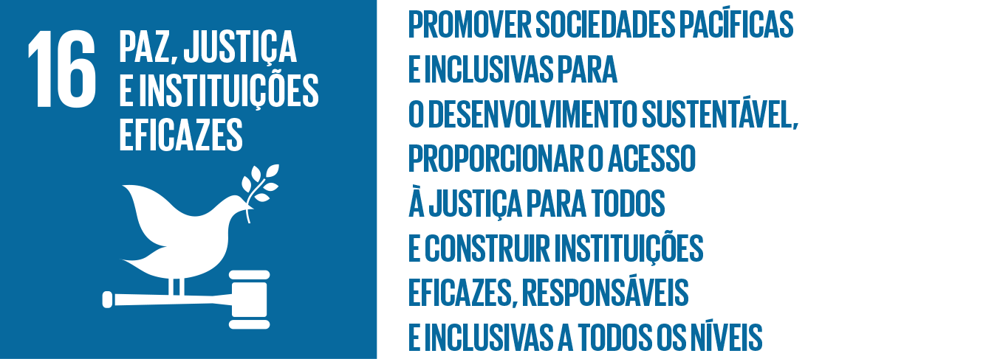 16
PAZ, JUSTIÇA
E INSTITUIÇÕES
EFICAZES
PROMOVER SOCIEDADES PACÍFICAS
E INCLUSIVAS PARA
O DESENVOLVIMENTO SUSTENTÁVEL,
PROPORCIONAR O ACESSO
À JUSTIÇA PARA TODOS
E CONSTRUIR INSTITUIÇÕES
EFICAZES, RESPONSÁVEIS
E INCLUSIVAS A TODOS OS NÍVEIS